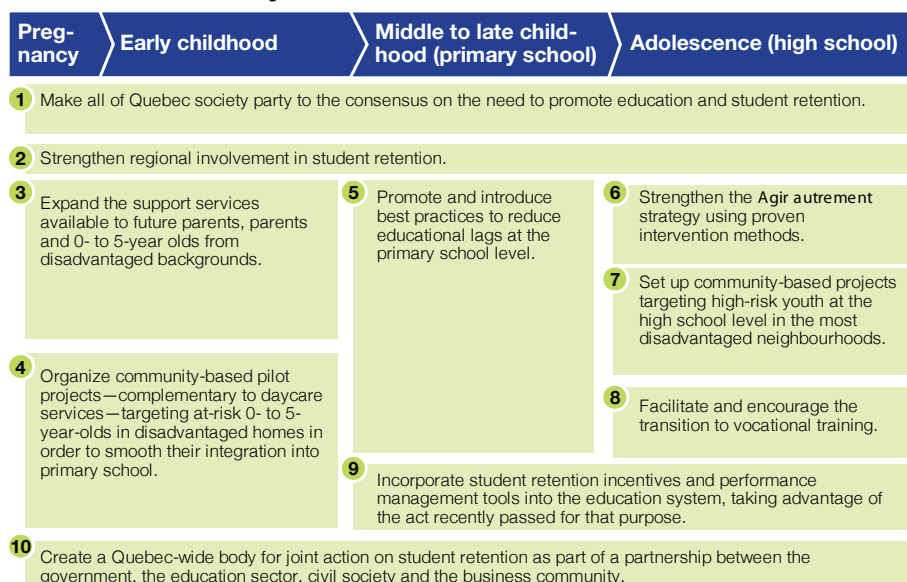 Preg-
nancy
Early childhood
Middle to late child-
hood (primary school)
Adolescence (high school)
1 Make all of Quebec society party to the consensus on the need to promote education and student retention.
2 Strengthen regional involvement in student retention.
3 Expand the support services
available to future parents, parents
and 0- to 5-year olds from
disadvantaged backgrounds.
4 Organize community-based pilot
projects—complementary to daycare
services—targeting at-risk 0- to 5-
year-olds in disadvantaged homes in
order to smooth their integration into
primary school.
5 Promote and introduce
best practices to reduce
educational lags at the
primary school level.
6 Strengthen the Agir autrement
strategy using proven
intervention methods.
7 Set up community-based projects
targeting high-risk youth at the
high school level in the most
disadvantaged neighbourhoods.
8 Facilitate and encourage the
transition to vocational training.
9 Incorporate student retention incentives and performance
management tools into the education system, taking advantage of
the act recently passed for that purpose.
10 Create a Quebec-wide body for joint action on student retention as part of a partnership between the
government, the education sector, civil society and the business community.